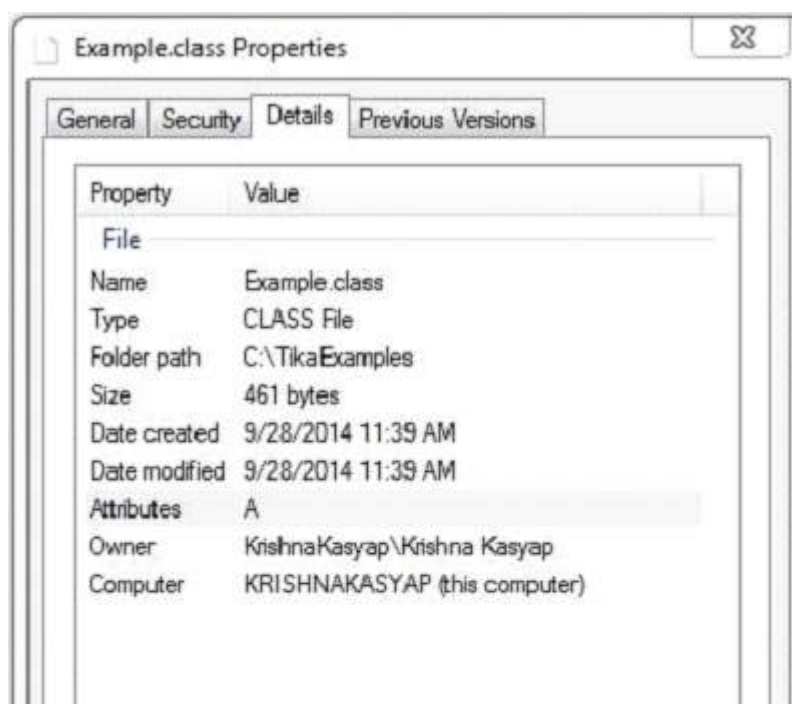 Example.class Properties
General Security Details Previous Versions
Property Value
File
Name Example.class
Type CLASS File
Folder path C:\TikaExamples
Size 461 bytes
Date created 9/28/2014 11:39 AM
Date modified 9/28/2014 11:39 AM
Attributes A
Owner KrishnaKasyap\Krishna Kasyap
Computer KRISHNAKASYAP (this computer)